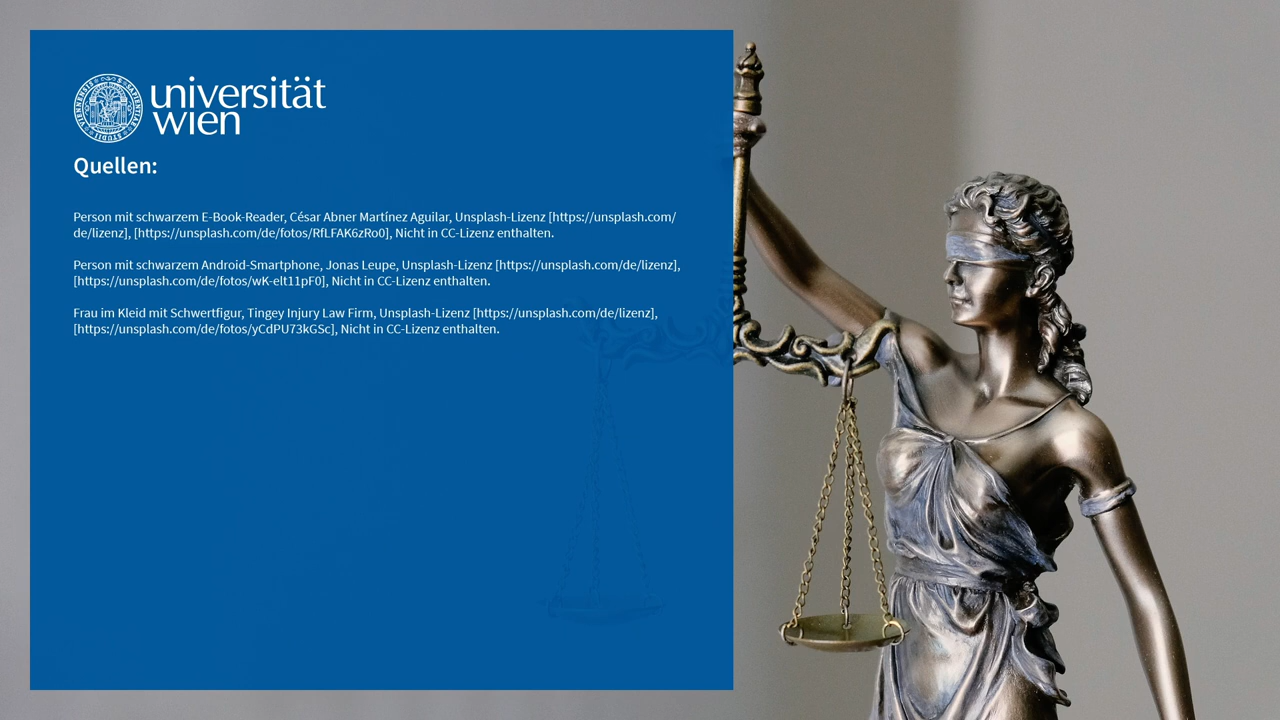 universität
wien
Quellen:
Person mit schwarzem E-Book-Reader, César Abner Martínez Aguilar, Unsplash-Lizenz [https://unsplash.com/
de/lizenz], [https://unsplash.com/de/fotos/RfLFAK6zRo0], Nicht in CC-Lizenz enthalten.
Person mit schwarzem Android-Smartphone, Jonas Leupe, Unsplash-Lizenz [https://unsplash.com/de/lizenz],
[https://unsplash.com/de/fotos/wK-elt11pF0], Nicht in CC-Lizenz enthalten.
Frau im Kleid mit Schwertfigur, Tingey Injury Law Firm, Unsplash-Lizenz [https://unsplash.com/de/lizenz],
[https://unsplash.com/de/fotos/yCdPU73kGSc], Nicht in CC-Lizenz enthalten.